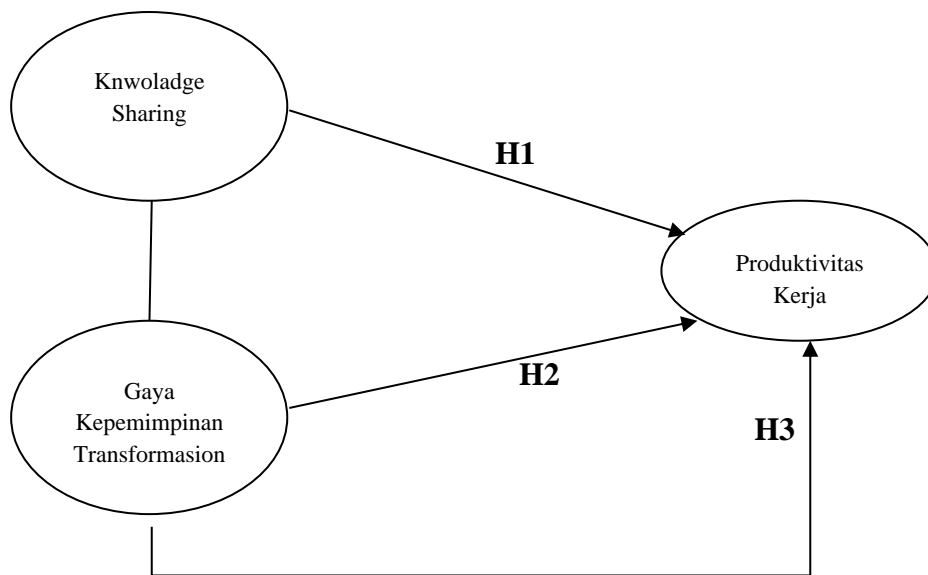 Knwoladge
Sharing
H1
Produktivitas
Kerja
Gaya
Kepemimpinan
Transformasion
H2
H3